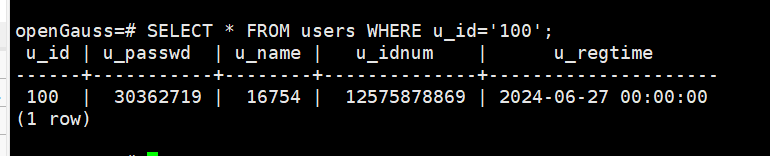 openGauss=# SELECT * FROM users WHERE u_id='100';
 u_id | u_passwd  | u_name |   u_idnum    |      u_regtime
------+-----------+--------+--------------+---------------------
 100  |  30362719 |  16754 |  12575878869 | 2024-06-27 00:00:00
(1 row)